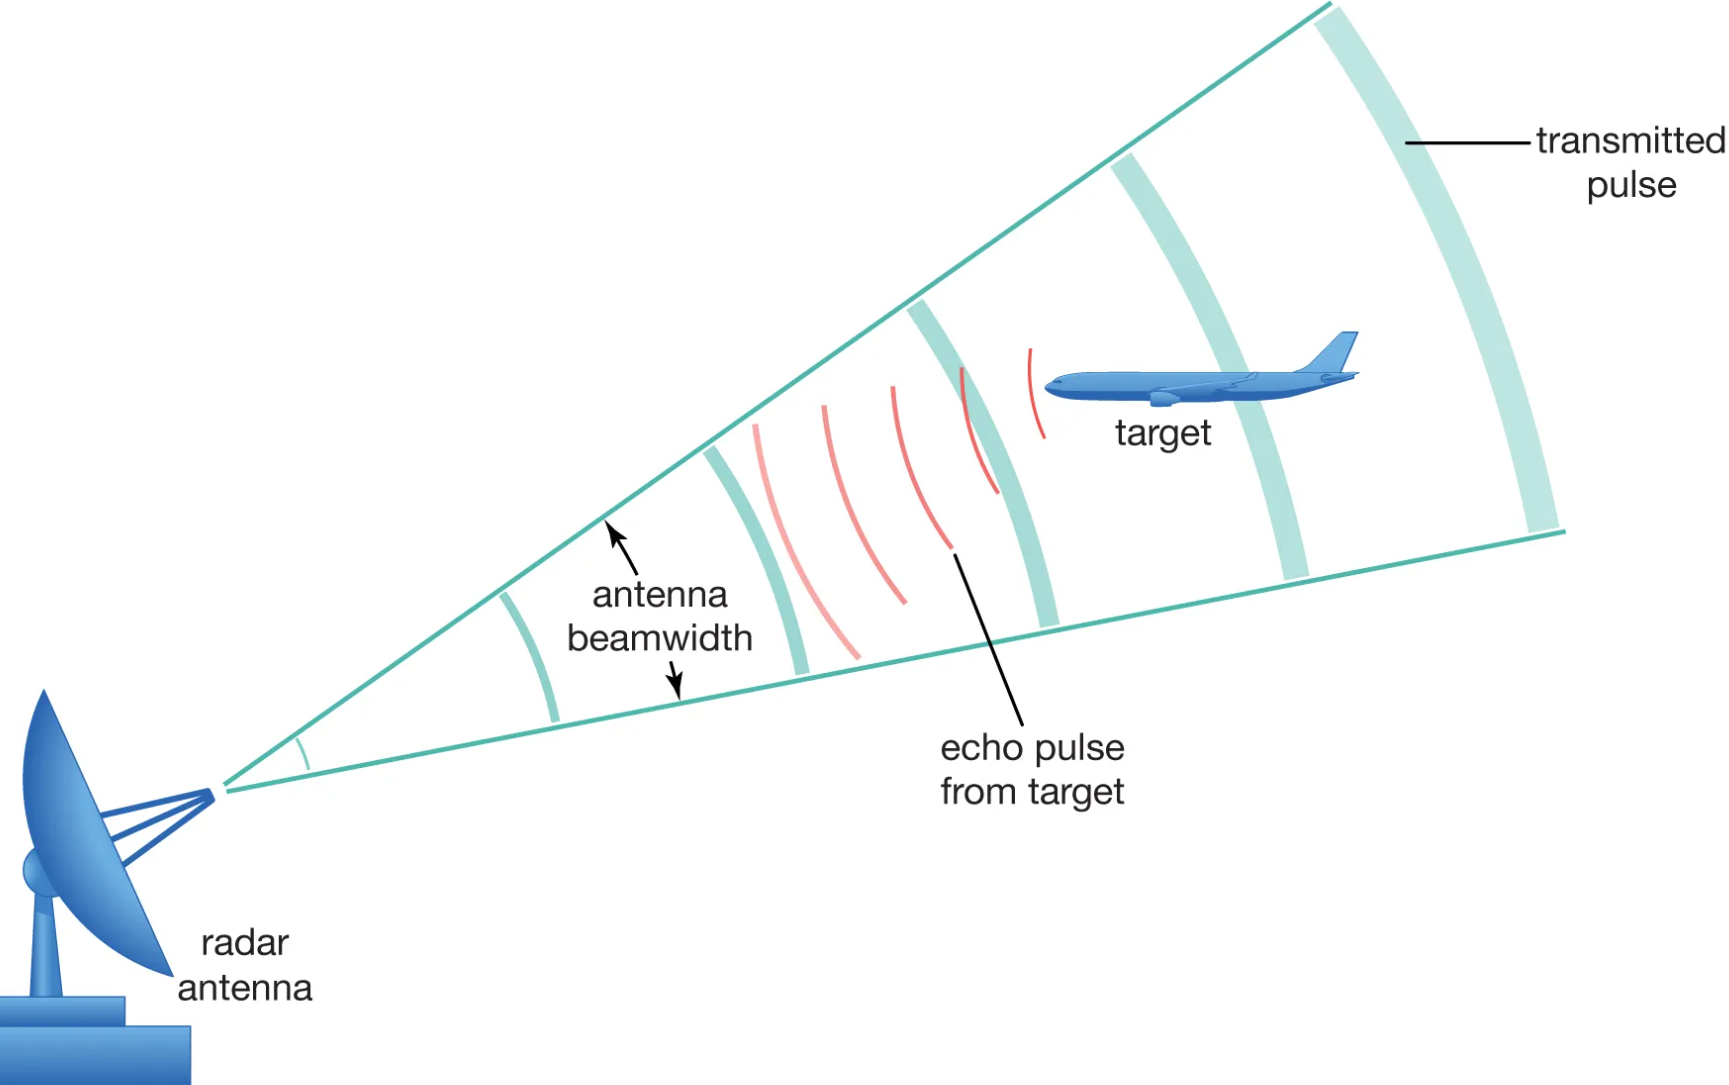 transmitted
pulse
target
antenna
beamwidth
echo pulse
from target
radar
antenna